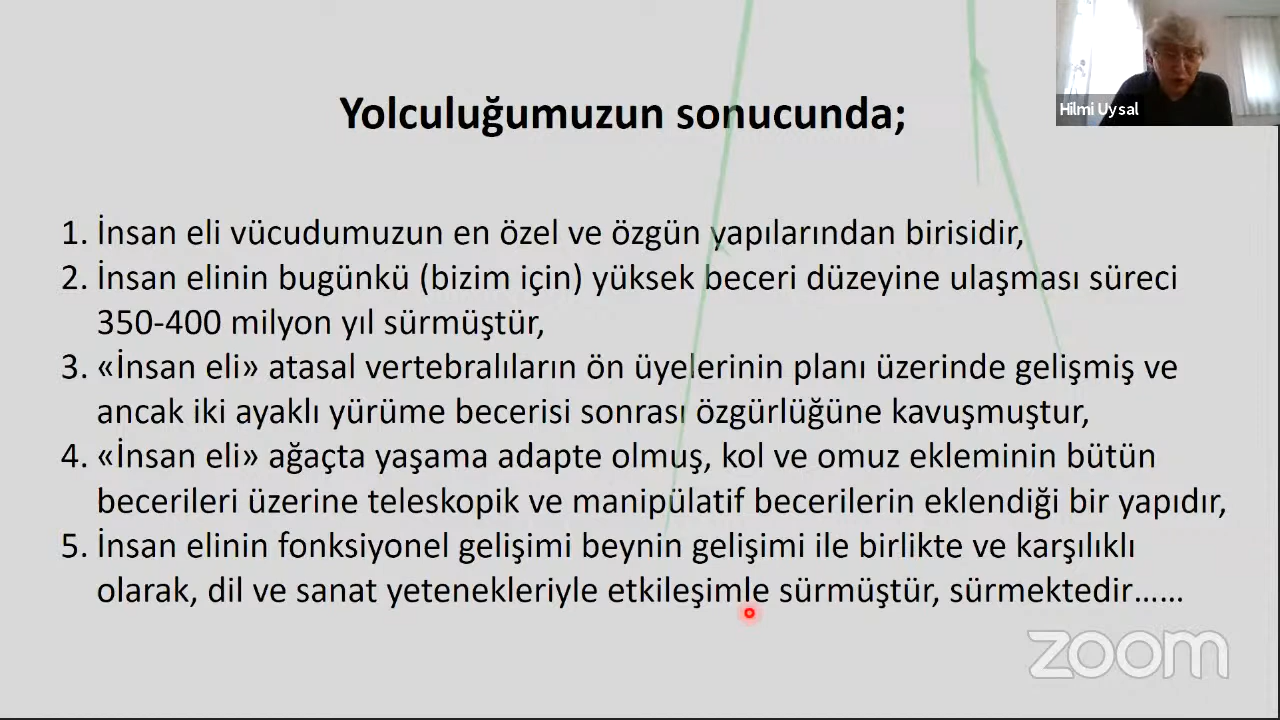 Hilmi Uysal
Yolculuğumuzun sonucunda;
1. İnsan eli vücudumuzun en özel ve özgün yapılarından birisidir,
2. İnsan elinin bugünkü (bizim için) yüksek beceri düzeyine ulaşması süreci
350-400 milyon yıl sürmüştür,
3. «İnsan eli» atasal vertebralıların ön üyelerinin planı üzerinde gelişmiş ve
ancak iki ayaklı yürüme becerisi sonrası özgürlüğüne kavuşmuştur,
4. «İnsan eli» ağaçta yaşama adapte olmuş, kol ve omuz ekleminin bütün
becerileri üzerine teleskopik ve manipülatif becerilerin eklendiği bir yapıdır,
5. İnsan elinin fonksiyonel gelişimi beynin gelişimi ile birlikte ve karşılıklı
olarak, dil ve sanat yetenekleriyle etkileşimle sürmüştür, sürmektedir......
zoom